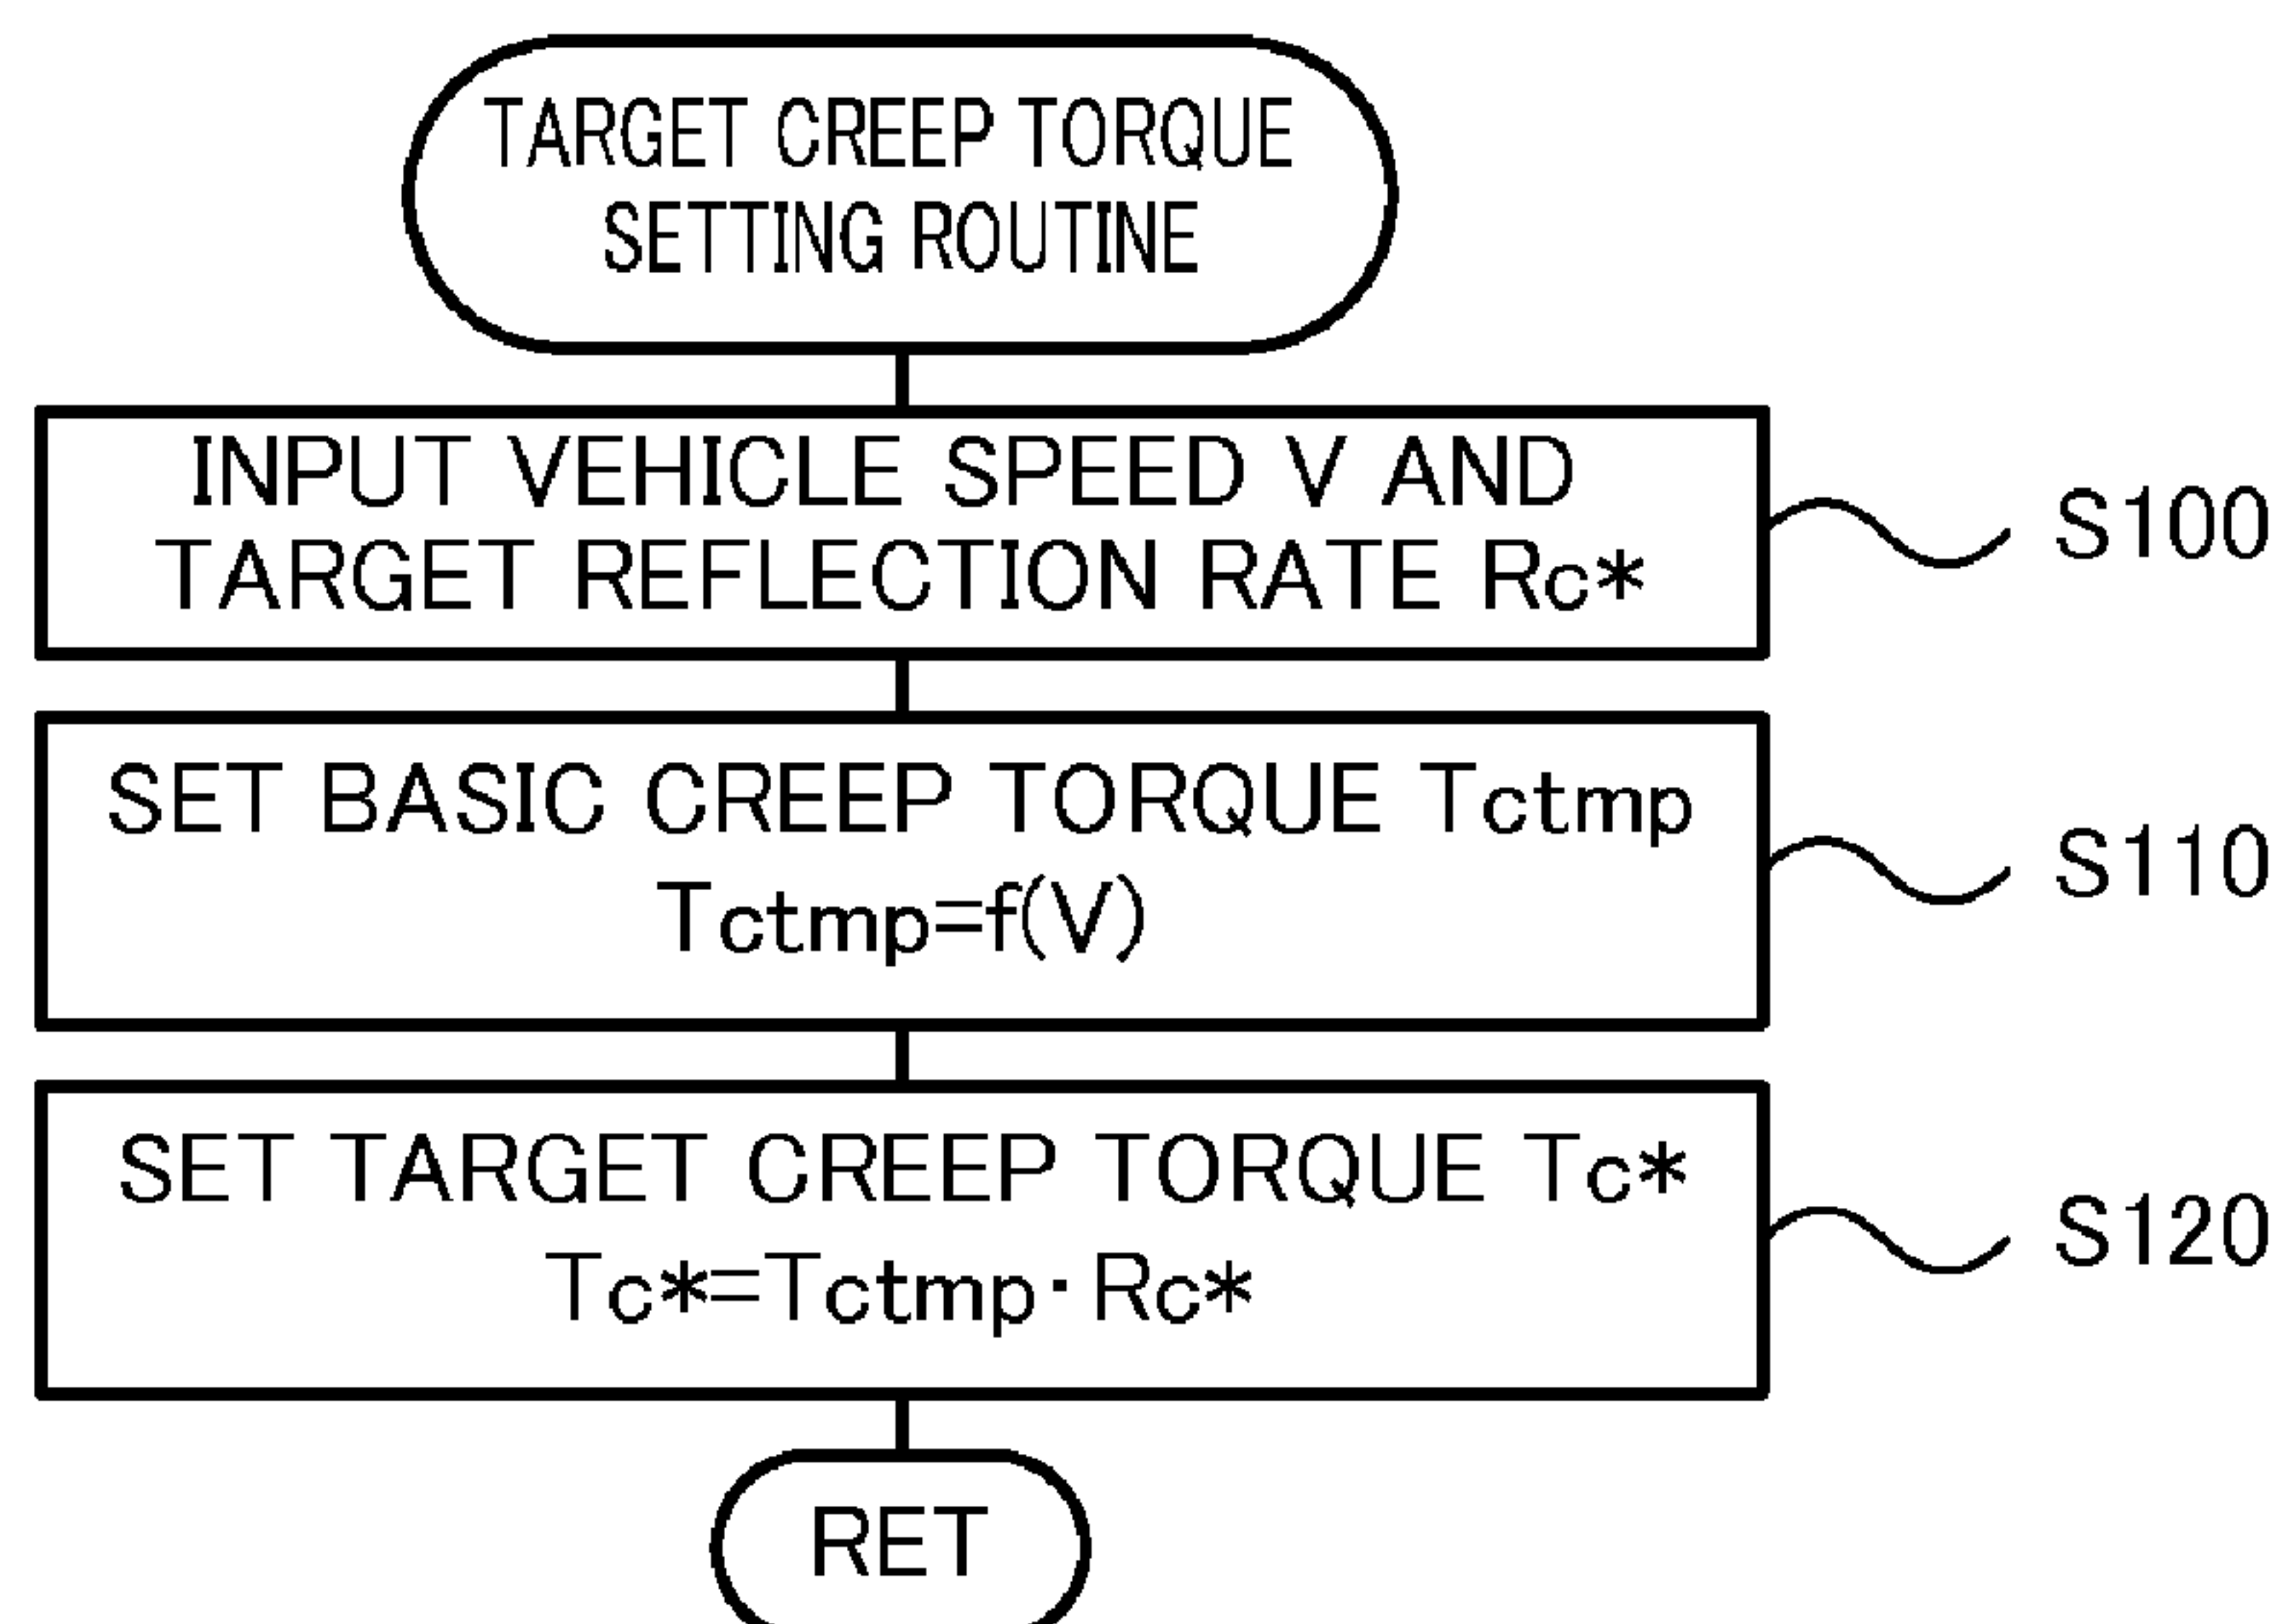 TARGET CREEP TORQUE
SETTING ROUTINE
INPUT VEHICLE SPEED V AND
TARGET REFLECTION RATE Rc*
S100
SET BASIC CREEP TORQUE Tctmp
Tctmp=f(V)
S110
SET TARGET CREEP TORQUE Tc*
Tc*=Tctmp・Rc*
S120
RET